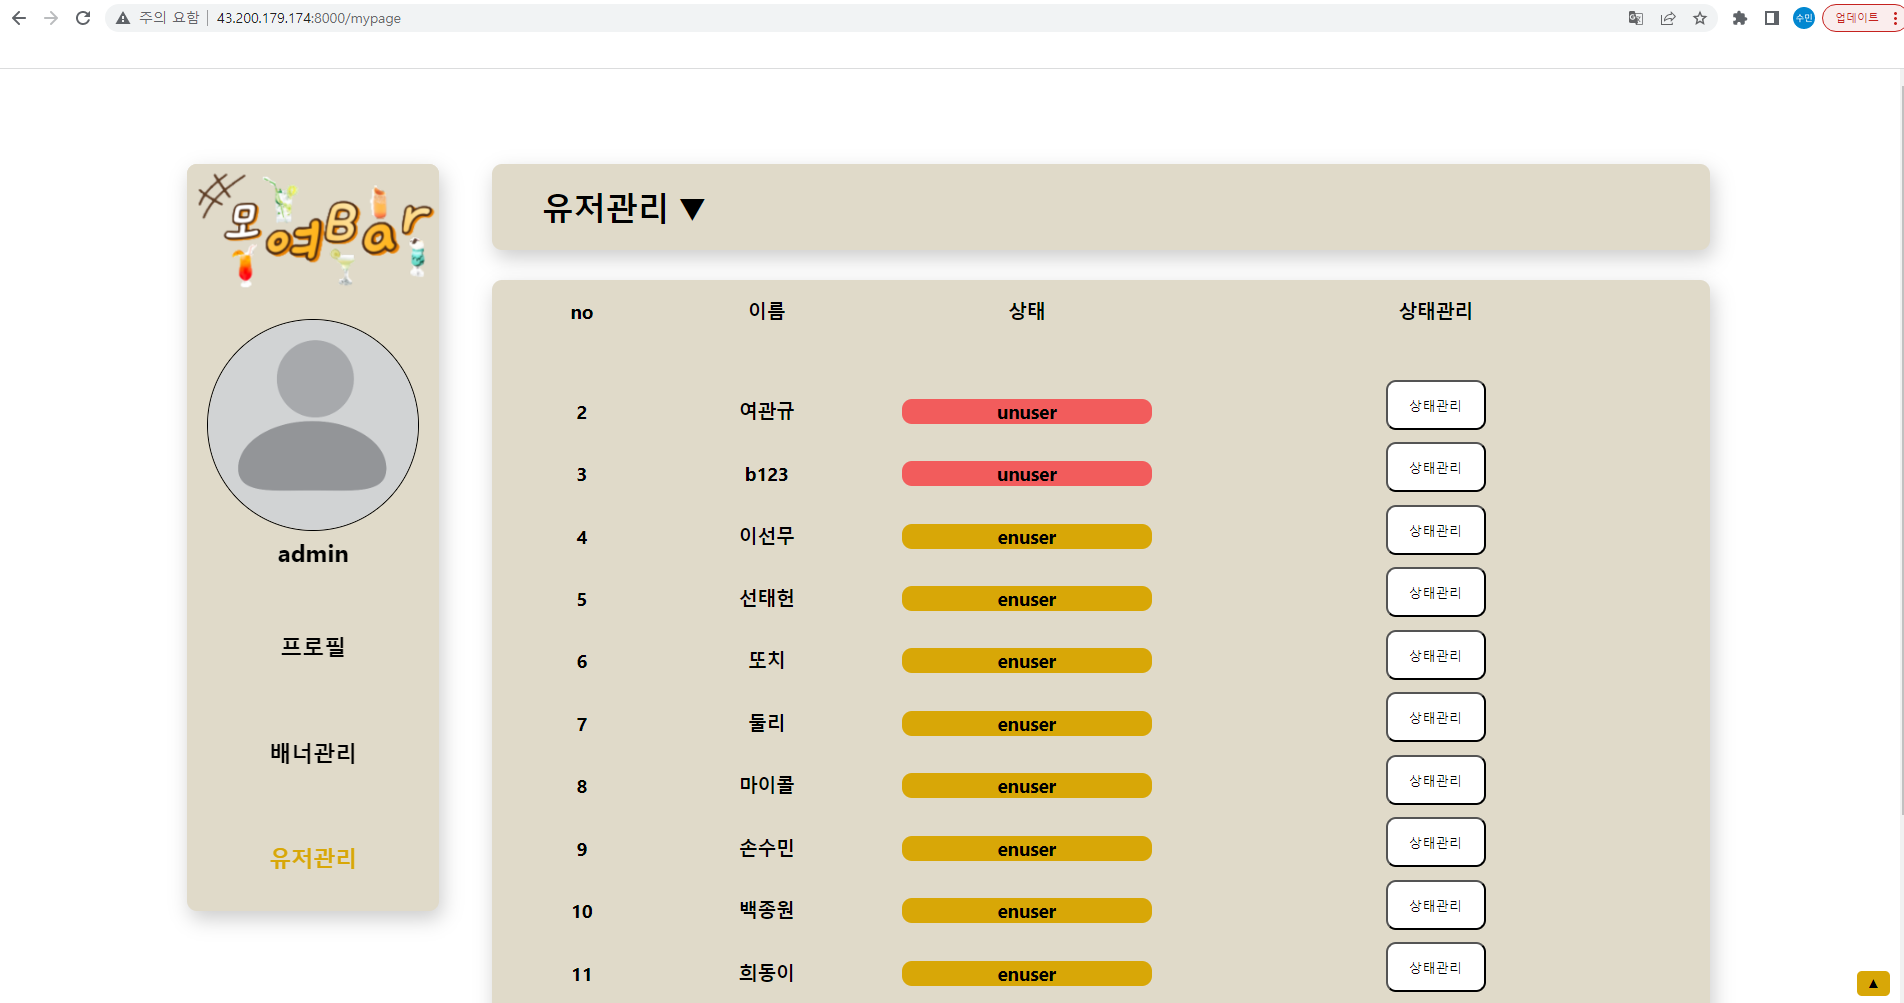 주의 요함 43.200.179.174:8000/mypage 수민 업데이트
모여Bar
admin
프로필
배너관리
유저관리
유저관리 ▼
no 이름 상태 상태관리
2 여관규 unuser 상태관리
3 b123 unuser 상태관리
4 이선무 enuser 상태관리
5 선태헌 enuser 상태관리
6 또치 enuser 상태관리
7 둘리 enuser 상태관리
8 마이콜 enuser 상태관리
9 손수민 enuser 상태관리
10 백종원 enuser 상태관리
11 희동이 enuser 상태관리
▲